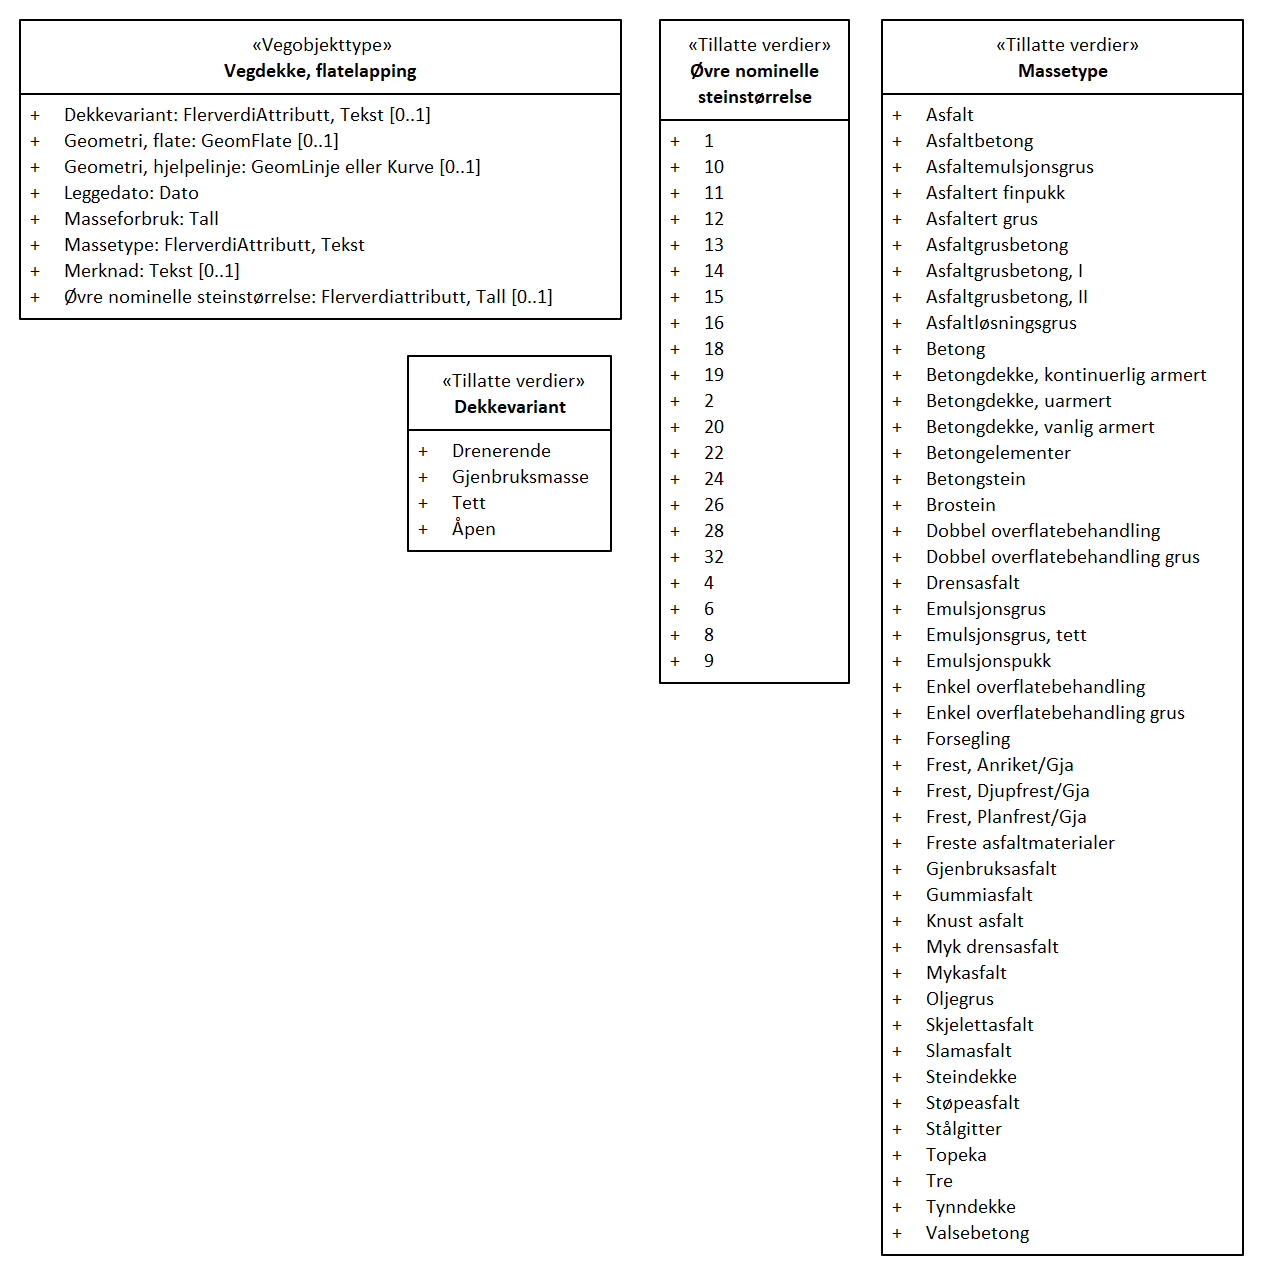 «Vegobjekttype»
Vegdekke, flatelapping
+ Dekkevariant: FlerverdiAttributt, Tekst [0..1]
+ Geometri, flate: GeomFlate [0..1]
+ Geometri, hjelpelinje: GeomLinje eller Kurve [0..1]
+ Leggedato: Dato
+ Masseforbruk: Tall
+ Massetype: FlerverdiAttributt, Tekst
+ Merknad: Tekst [0..1]
+ Øvre nominelle steinstørrelse: Flerverdiattributt, Tall [0..1]
«Tillatte verdier»
Dekkevariant
+ Drenerende
+ Gjenbruksmasse
+ Tett
+ Åpen
«Tillatte verdier»
Øvre nominelle
steinstørrelse
+ 1
+ 10
+ 11
+ 12
+ 13
+ 14
+ 15
+ 16
+ 18
+ 19
+ 2
+ 20
+ 22
+ 24
+ 26
+ 28
+ 32
+ 4
+ 6
+ 8
+ 9
«Tillatte verdier»
Massetype
+ Asfalt
+ Asfaltbetong
+ Asfaltemulsjonsgrus
+ Asfaltert finpukk
+ Asfaltert grus
+ Asfaltgrusbetong
+ Asfaltgrusbetong, I
+ Asfaltgrusbetong, II
+ Asfaltløsningsgrus
+ Betong
+ Betongdekke, kontinuerlig armert
+ Betongdekke, uarmert
+ Betongdekke, vanlig armert
+ Betongelementer
+ Betongstein
+ Brostein
+ Dobbel overflatebehandling
+ Dobbel overflatebehandling grus
+ Drensasfalt
+ Emulsjonsgrus
+ Emulsjonsgrus, tett
+ Emulsjonspukk
+ Enkel overflatebehandling
+ Enkel overflatebehandling grus
+ Forsegling
+ Frest, Anriket/Gja
+ Frest, Djupfrest/Gja
+ Frest, Planfrest/Gja
+ Freste asfaltmaterialer
+ Gjenbruksasfalt
+ Gummiasfalt
+ Knust asfalt
+ Myk drensasfalt
+ Mykasfalt
+ Oljegrus
+ Skjelettasfalt
+ Slamasfalt
+ Steindekke
+ Støpeasfalt
+ Stålgitter
+ Topeka
+ Tre
+ Tynndekke
+ Valsebetong